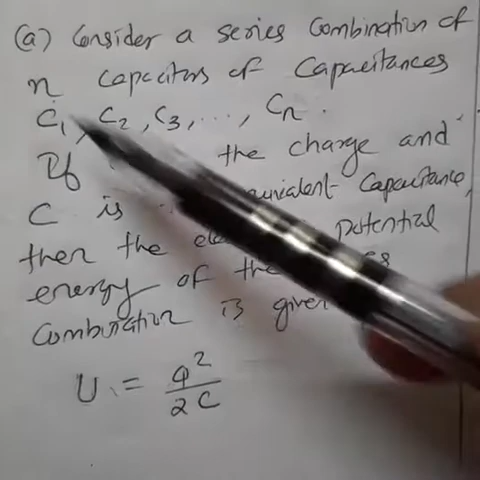 (a) Consider a series Combination of
n Capacitors of Capacitances
C1, C2, C3, ..., Cn.
If the charge and
C is Capacitance,
then the potential
energy of the
Combination is given
U = q²/2C